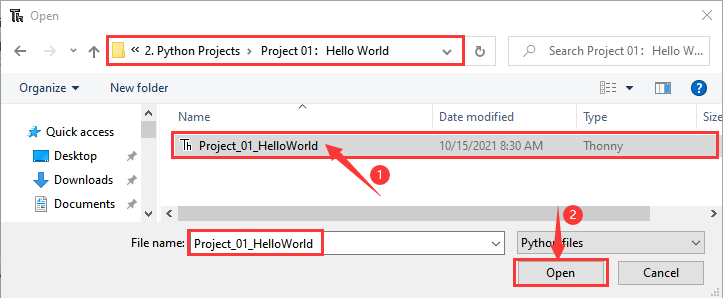 Open
« 2. Python Projects > Project 01: Hello World
Search Project 01: Hello W...
Organize
New folder
Name
Date modified
Type
Size
Quick access
Desktop
Downloads
Documents
Project_01_HelloWorld
10/15/2021 8:30 AM
Thonny
1
2
File name:
Project_01_HelloWorld
Python files
Open
Cancel